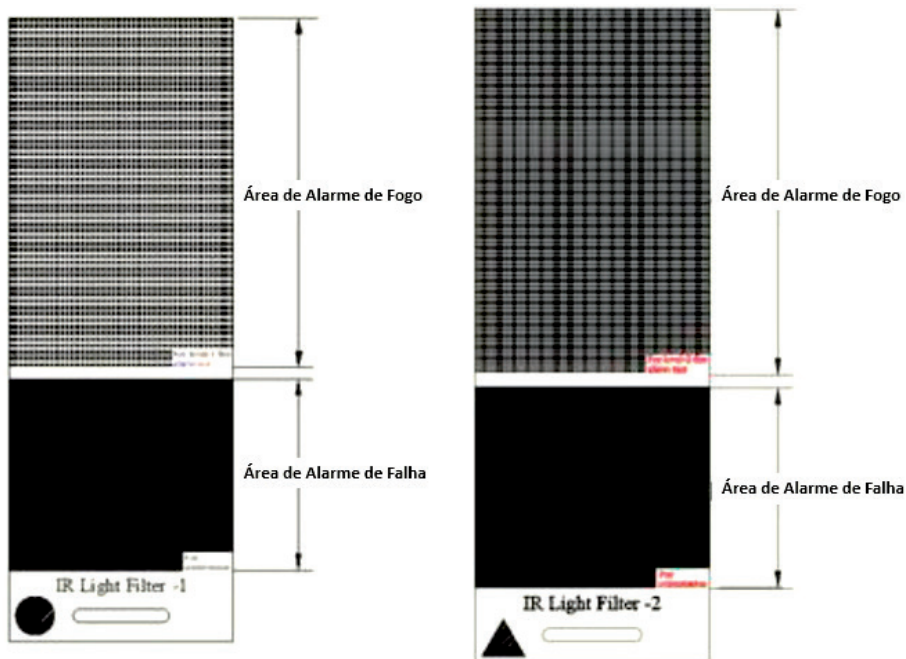 Área de Alarme de Fogo
Área de Alarme de Falha
IR Light Filter -1
Área de Alarme de Fogo
Área de Alarme de Falha
IR Light Filter -2